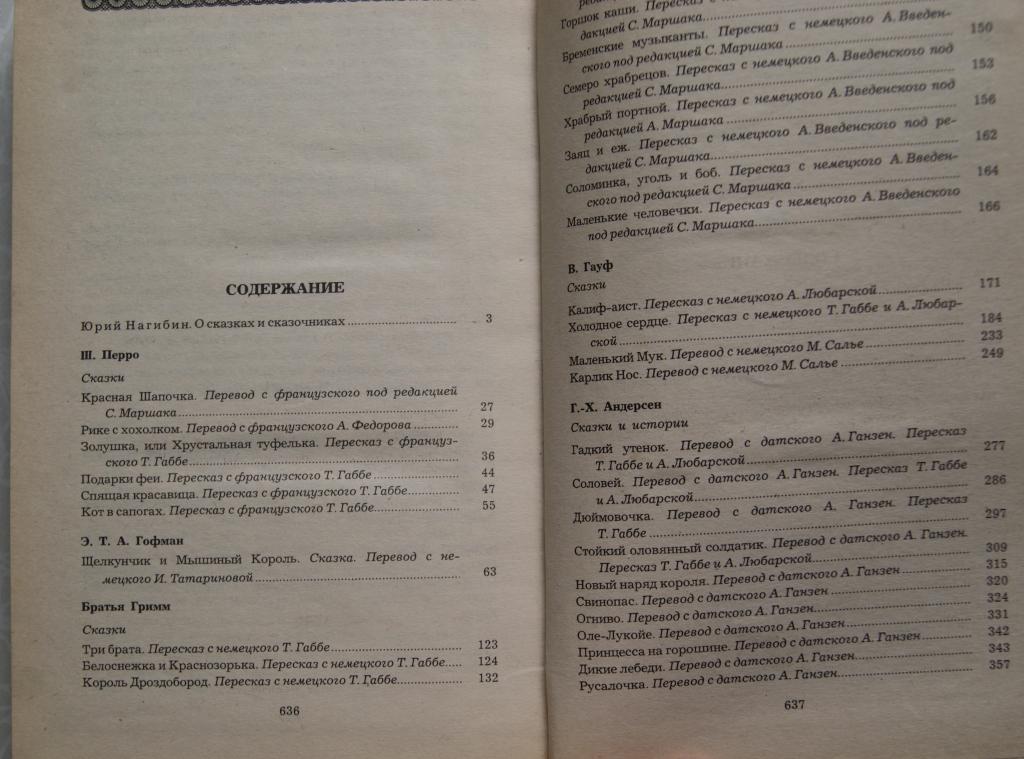 СОДЕРЖАНИЕ
Юрий Нагибин. О сказках и сказочниках 3
Ш. Перро
Сказки
Красная Шапочка. Перевод с французского под редакцией
С. Маршака 27
Рике с хохолком. Перевод с французского А. Федорова 29
Золушка, или Хрустальная туфелька. Пересказ с француз-
ского Т. Габбе 36
Подарки феи. Пересказ с французского Т. Габбе 44
Спящая красавица. Пересказ с французского Т. Габбе 47
Кот в сапогах. Пересказ с французского Т. Габбе 55
Э. Т. А. Гофман
Щелкунчик и Мышиный Король. Сказка. Перевод с не-
мецкого И. Татариновой 63
Братья Гримм
Сказки
Три брата. Пересказ с немецкого Т. Габбе 123
Белоснежка и Краснозорька. Пересказ с немецкого Т. Габбе 124
Король Дроздобород. Пересказ с немецкого Т. Габбе 132
636
Горшок каши. Пересказ с
дакцией С. Маршака
Бременские музыканты. Пересказ с немецкого А. Введен-
ского под редакцией С. Маршака 150
Семеро храбрецов. Пересказ с немецкого А. Введенского под
редакцией С. Маршака 153
Храбрый портной. Пересказ с немецкого А. Введенского под
редакцией А. Маршака 156
Заяц и еж. Пересказ с немецкого А. Введенского под ре-
дакцией С. Маршака 162
Соломинка, уголь и боб. Пересказ с немецкого А. Введен-
ского под редакцией С. Маршака 164
Маленькие человечки. Пересказ с немецкого А. Введенского
под редакцией С. Маршака 166
В. Гауф
Сказки
Калиф-аист. Пересказ с немецкого А. Любарской 171
Холодное сердце. Пересказ с немецкого Т. Габбе и А. Любар-
ской 184
Маленький Мук. Перевод с немецкого М. Салье 233
Карлик Нос. Перевод с немецкого М. Салье 249
Г.-Х. Андерсен
Сказки и истории
Гадкий утенок. Перевод с датского А. Ганзен. Пересказ
Т. Габбе и А. Любарской 277
Соловей. Перевод с датского А. Ганзен. Пересказ Т. Габбе
и А. Любарской 286
Дюймовочка. Перевод с датского А. Ганзен. Пересказ
Т. Габбе 297
Стойкий оловянный солдатик. Перевод с датского А. Ганзен.
Пересказ Т. Габбе и А. Любарской 309
Новый наряд короля. Перевод с датского А. Ганзен 315
Свинопас. Перевод с датского А. Ганзен 320
Огниво. Перевод с датского А. Ганзен 324
Оле-Лукойе. Перевод с датского А. Ганзен 331
Принцесса на горошине. Перевод с датского А. Ганзен 342
Дикие лебеди. Перевод с датского А. Ганзен 343
Русалочка. Перевод с датского А. Ганзен 357
637